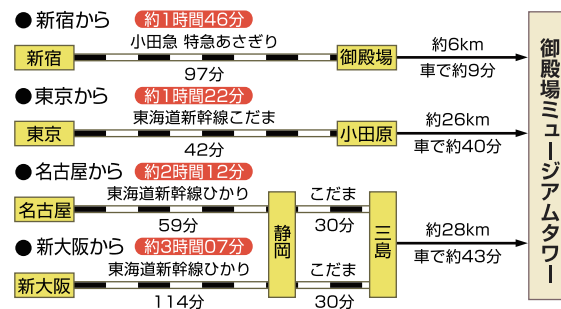 ●新宿から 約1時間46分
小田急 特急あさぎり
新宿
97分
御殿場
約6km
車で約9分
●東京から 約1時間22分
東海道新幹線こだま
東京
42分
小田原
約26km
車で約40分
●名古屋から 約2時間12分
東海道新幹線ひかり
名古屋
59分
静岡
こだま
30分
三島
●新大阪から 約3時間07分
東海道新幹線ひかり
新大阪
114分
こだま
30分
約28km
車で約43分
御殿場ミュージアムタワー